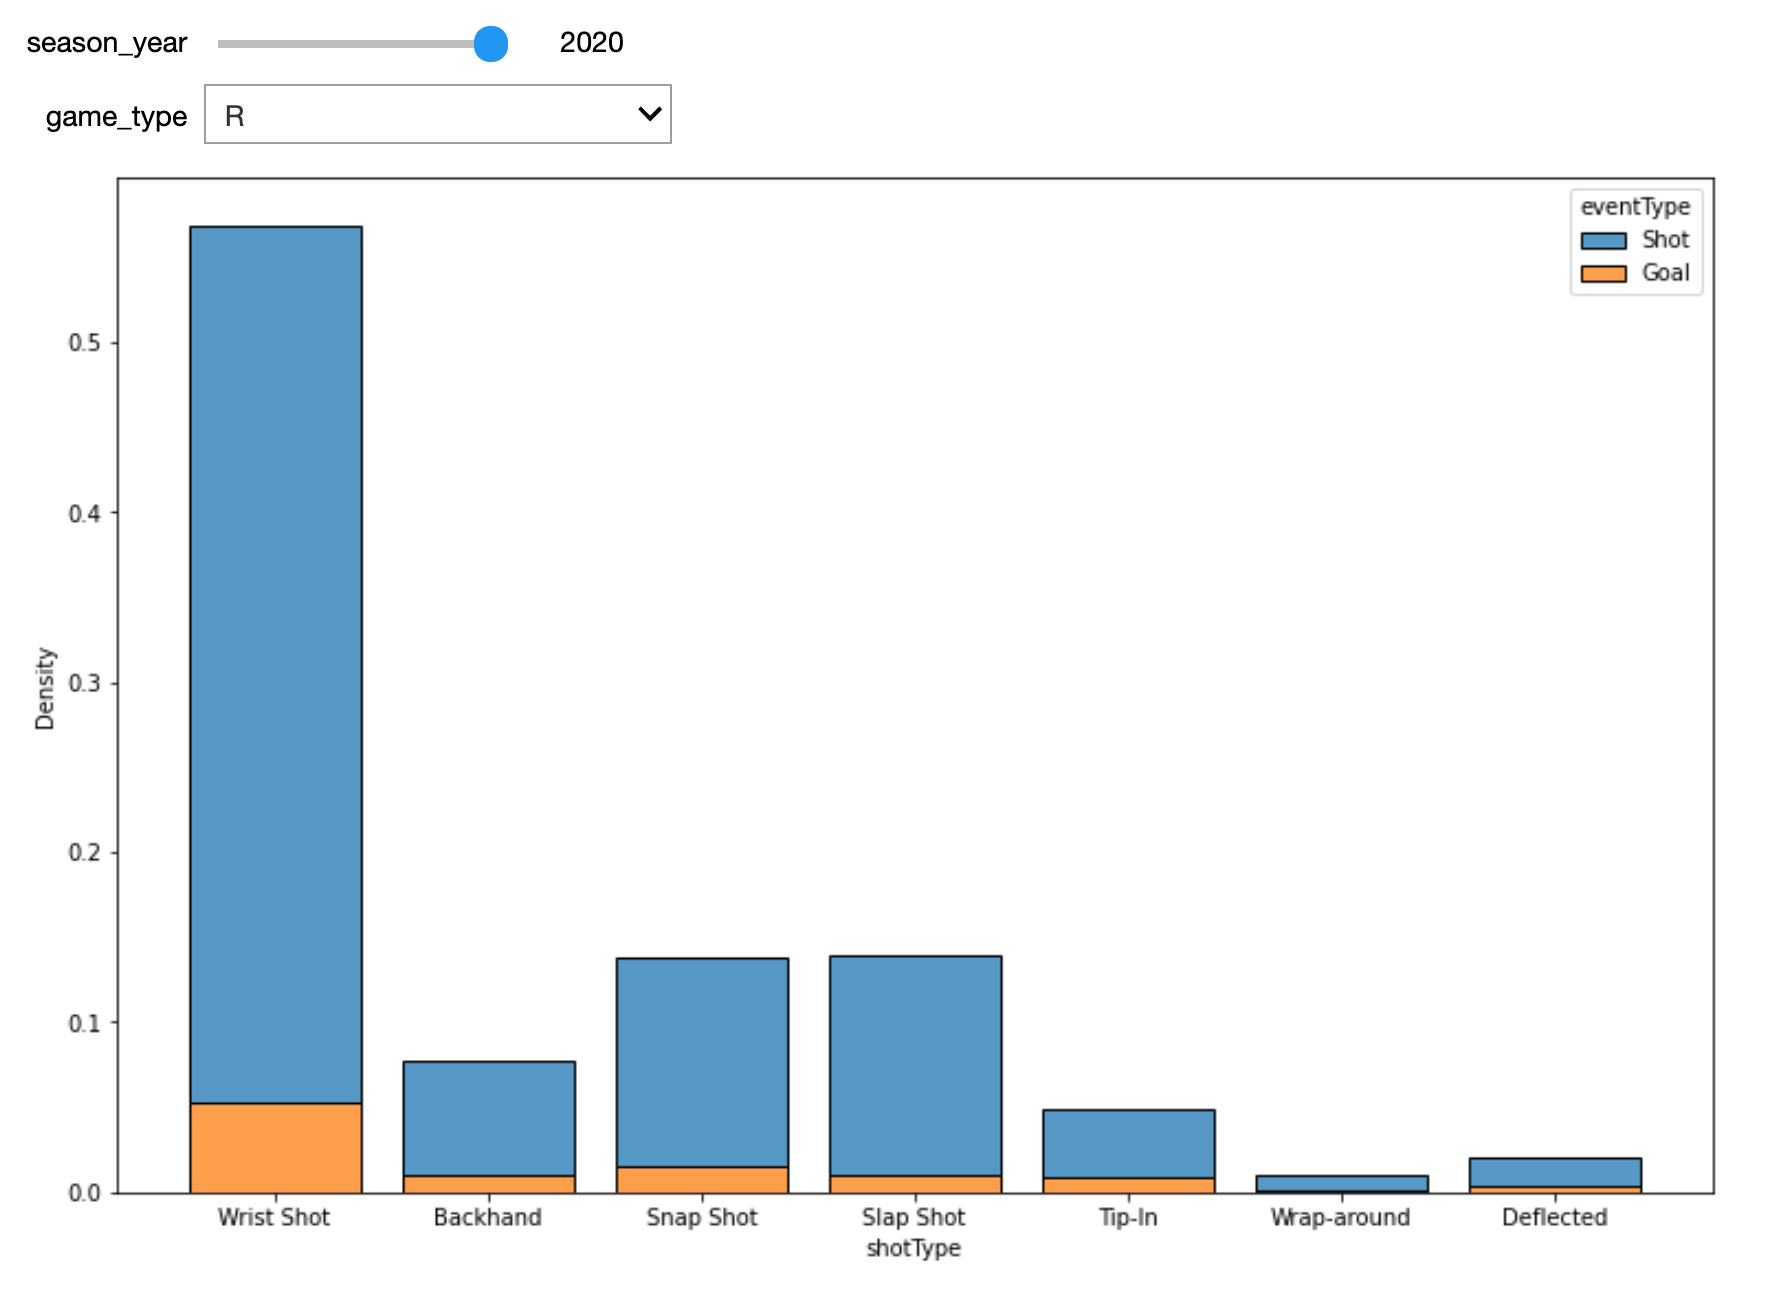 season_year 2020
game_type R
eventType
Shot
Goal
Density
0.5
0.4
0.3
0.2
0.1
0.0
Wrist Shot Backhand Snap Shot Slap Shot Tip-In Wrap-around Deflected
shotType